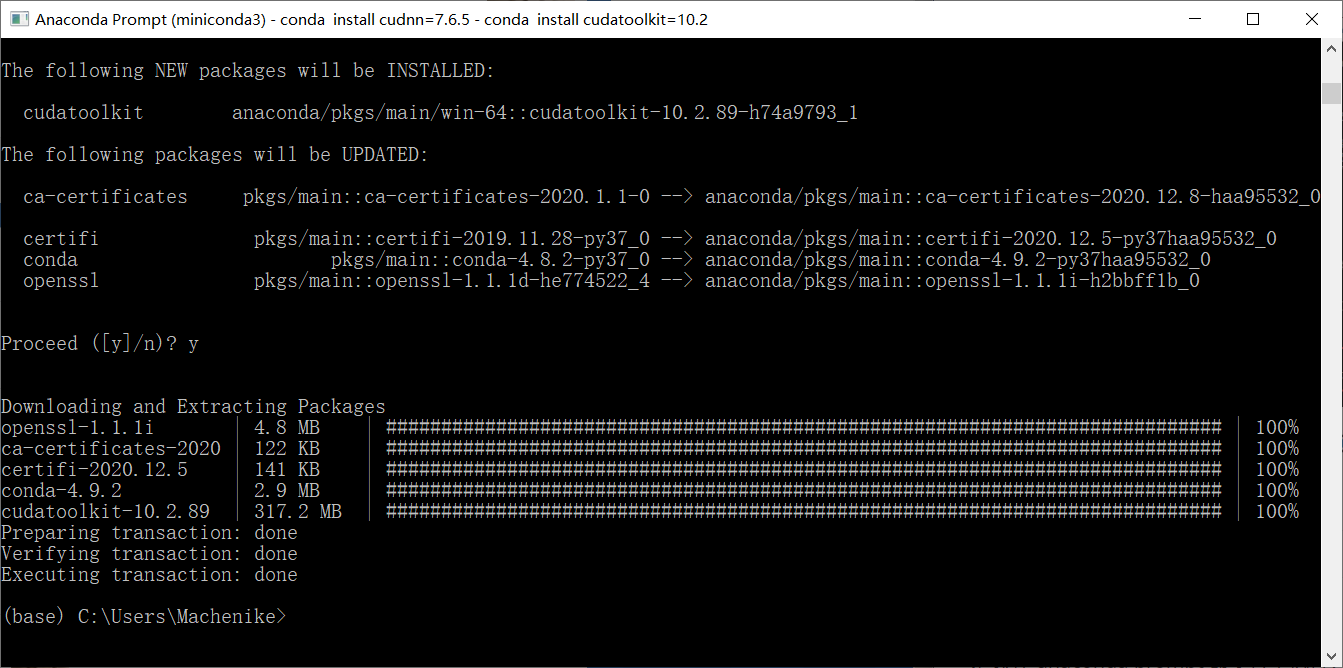 Anaconda Prompt (miniconda3) - conda  install cudnn=7.6.5 - conda  install cudatoolkit=10.2
The following NEW packages will be INSTALLED:
cudatoolkit        anaconda/pkgs/main/win-64::cudatoolkit-10.2.89-h74a9793_1
The following packages will be UPDATED:
ca-certificates     pkgs/main::ca-certificates-2020.1.1-0 --> anaconda/pkgs/main::ca-certificates-2020.12.8-haa95532_0
certifi              pkgs/main::certifi-2019.11.28-py37_0 --> anaconda/pkgs/main::certifi-2020.12.5-py37haa95532_0
conda                       pkgs/main::conda-4.8.2-py37_0 --> anaconda/pkgs/main::conda-4.9.2-py37haa95532_0
openssl              pkgs/main::openssl-1.1.1d-he774522_4 --> anaconda/pkgs/main::openssl-1.1.1i-h2bbff1b_0
Proceed ([y]/n)? y
Downloading and Extracting Packages
openssl-1.1.1i       | 4.8 MB    | ############################################################################ | 100%
ca-certificates-2020 | 122 KB    | ############################################################################ | 100%
certifi-2020.12.5    | 141 KB    | ############################################################################ | 100%
conda-4.9.2          | 2.9 MB    | ############################################################################ | 100%
cudatoolkit-10.2.89  | 317.2 MB  | ############################################################################ | 100%
Preparing transaction: done
Verifying transaction: done
Executing transaction: done
(base) C:\Users\Machenike>